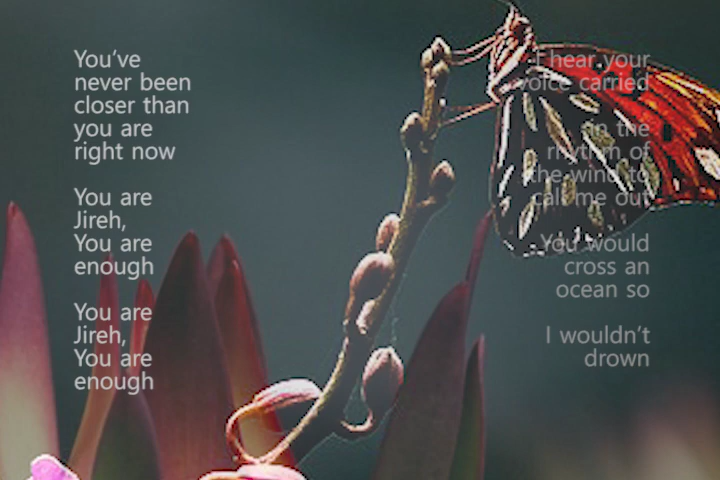 You've
never been
closer than
you are
right now
You are
Jireh,
You are
enough
You are
Jireh,
You are
enough
I hear your
voice carried
in the
rhythm of
the wind to
call me out
You would
cross an
ocean so
I wouldn't
drown